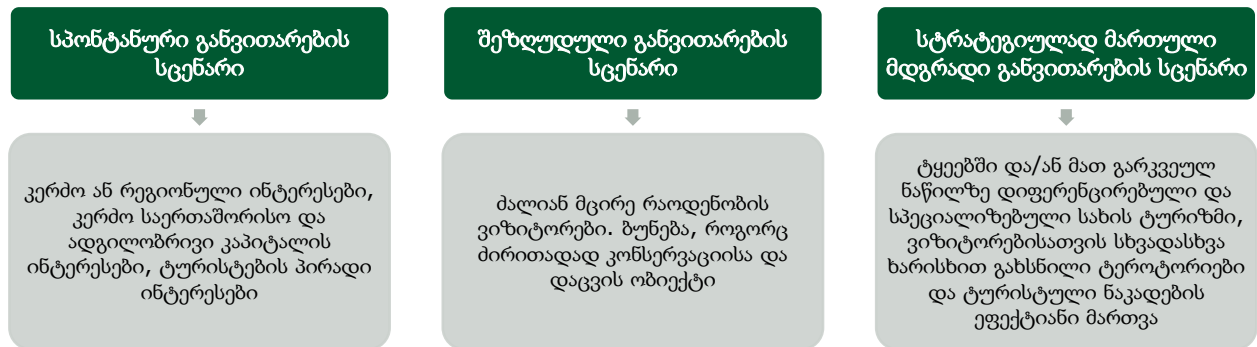 სპონტანური განვითარების
სცენარი
კერძო ან რეგიონული ინტერესები,
კერძო საერთაშორისო და
ადგილობრივი კაპიტალის
ინტერესები, ტურისტების პირადი
ინტერესები
შეზღუდული განვითარების
სცენარი
ძალიან მცირე რაოდენობის
ვიზიტორები. ბუნება, როგორც
ძირითადად კონსერვაციისა და
დაცვის ობიექტი
სტრატეგიულად მართული
მდგრადი განვითარების სცენარი
ტყეებში და/ან მათ გარკვეულ
ნაწილზე დიფერენცირებული და
სპეციალიზებული სახის ტურიზმი,
ვიზიტორებისათვის სხვადასხვა
ხარისხით გახსნილი ტეროტორიები
და ტურისტული ნაკადების
ეფექტიანი მართვა